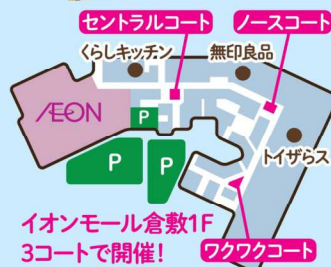 セントラルコート
ノースコート
くらしキッチン
無印良品
AEON
P
P
P
トイザらス
イオンモール倉敷1F
3コートで開催!
ワクワクコート